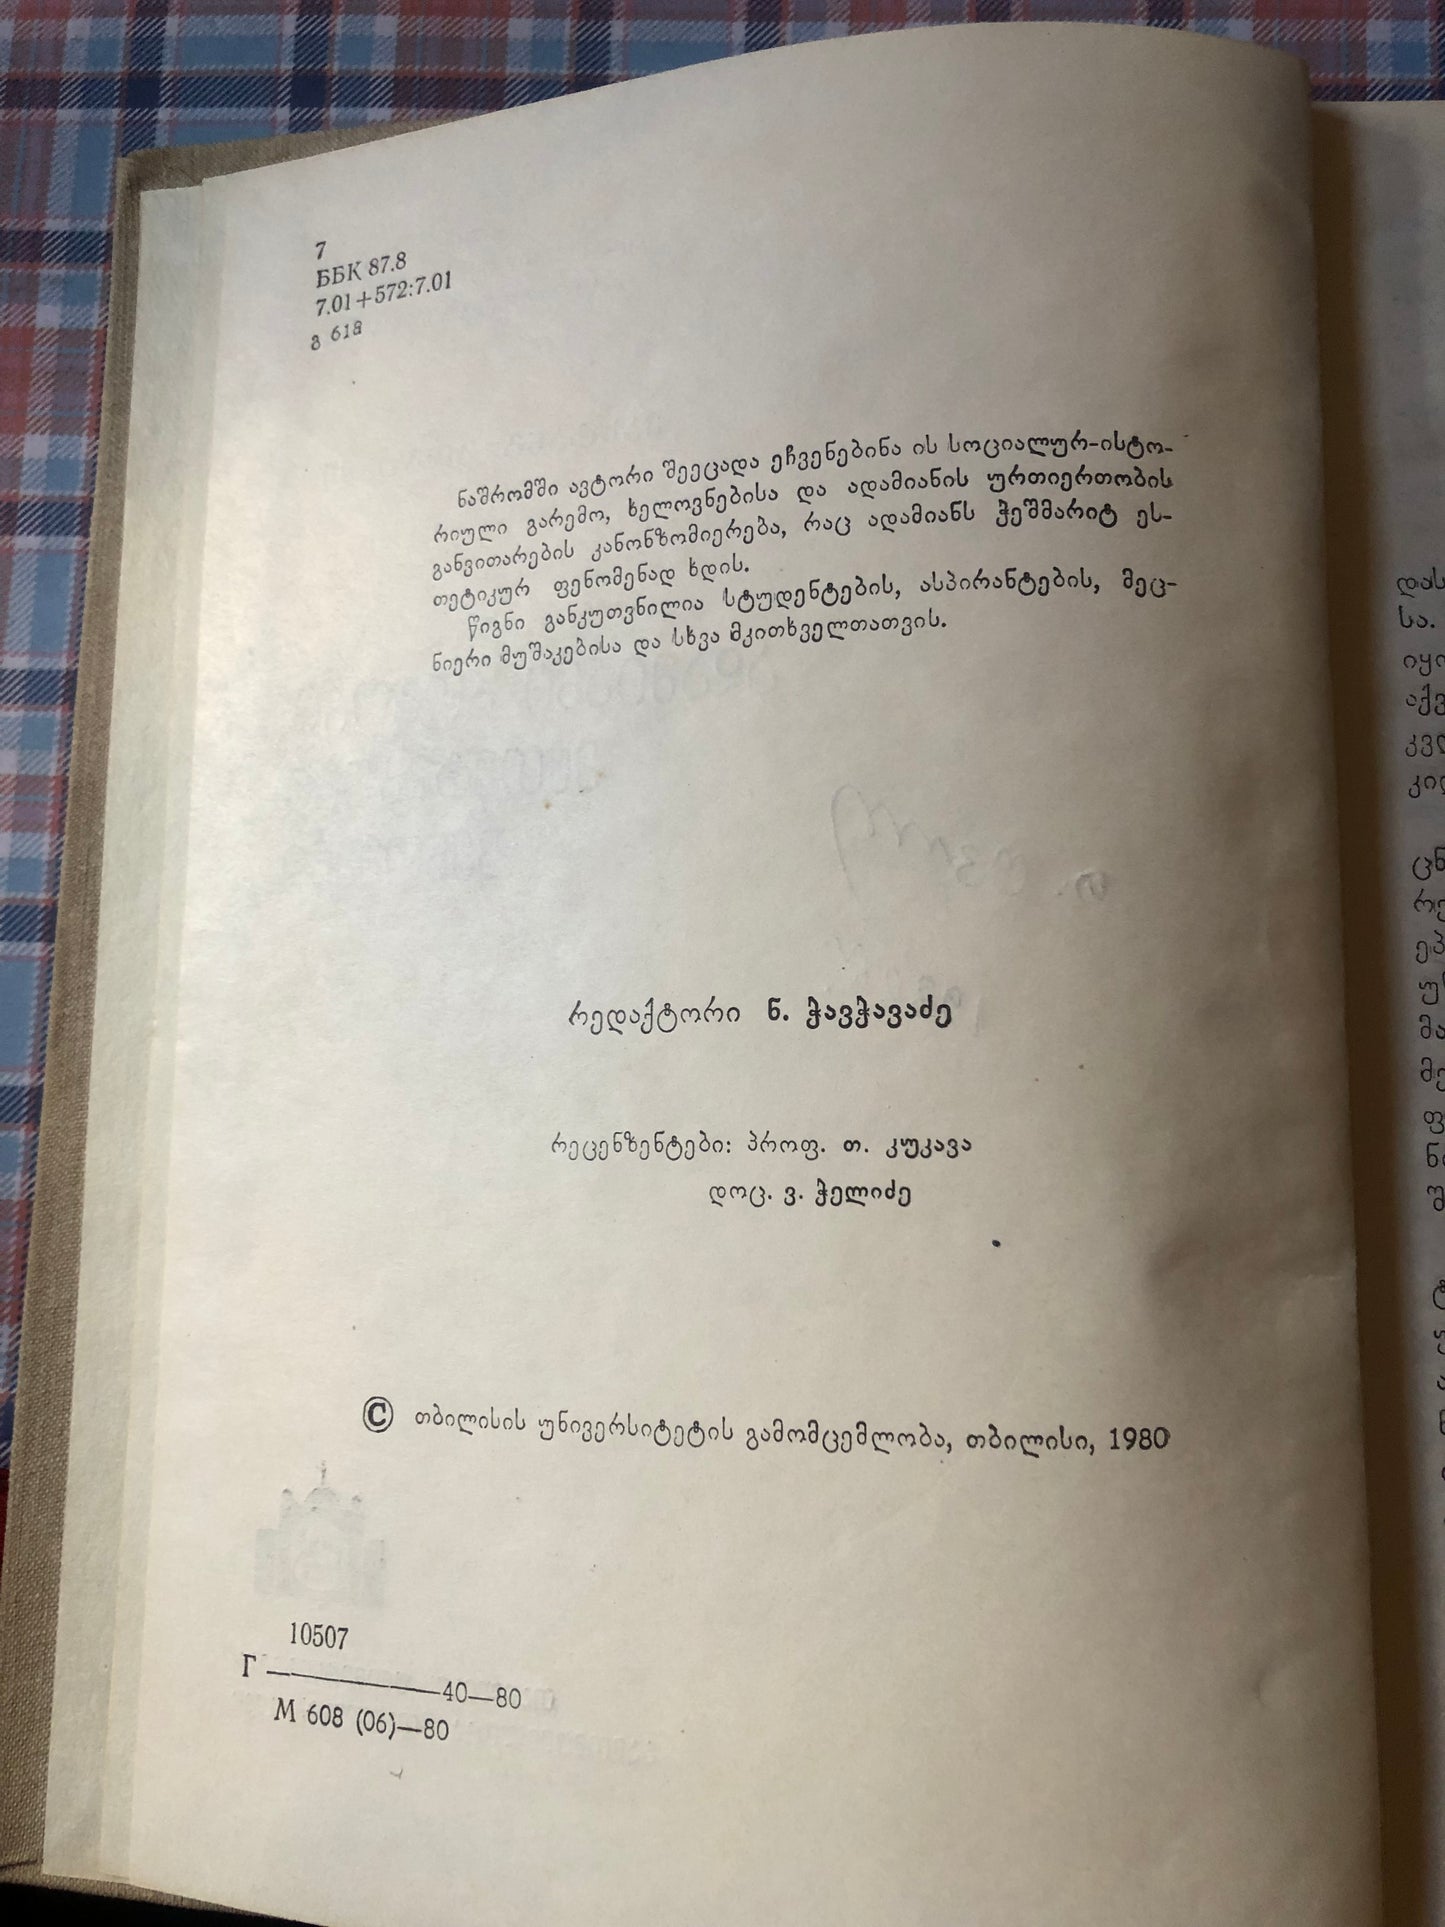 7
ББК 87.8
7.01+572:7.01
ნაშრომში ავტორი შეეცადა ეჩვენებინა ის სოციალურ-ისტო-
რიული გარემო, ხელოვნებისა და ადამიანის ურთიერთობის
განვითარების კანონზომიერება, რაც ადამიანს ჭეშმარიტ ეს-
თეტიკურ ფენომენად ხდის.
წიგნი განკუთვნილია სტუდენტების, ასპირანტების, მეც-
ნიერი მუშაკებისა და სხვა მკითხველთათვის.
რედაქტორი ნ. ჭავჭავაძე
რეცენზენტები: პროფ. თ. კუკავა
დოც. ვ. ჭელიძე
© თბილისის უნივერსიტეტის გამომცემლობა, თბილისი, 1980
10507
Г ————40—80
М 608 (06)—80